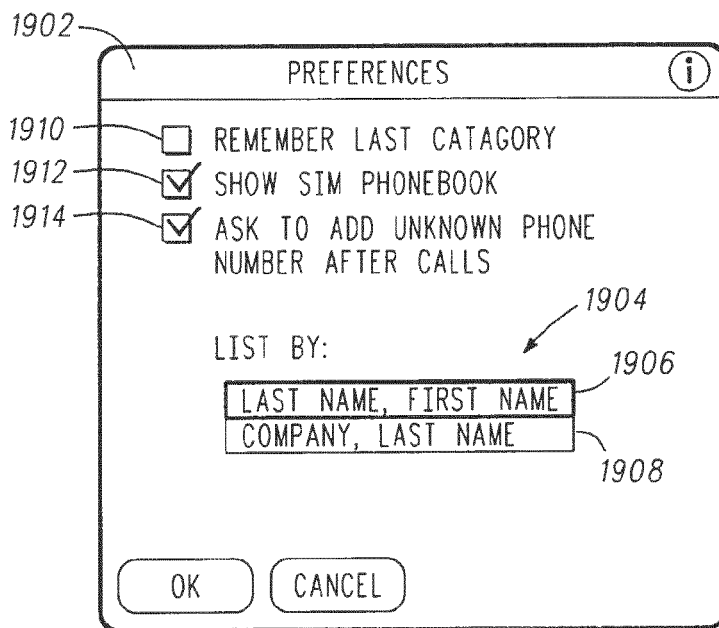 1902
PREFERENCES i
1910 REMEMBER LAST CATAGORY
1912 SHOW SIM PHONEBOOK
1914 ASK TO ADD UNKNOWN PHONE
NUMBER AFTER CALLS
1904
LIST BY:
1906
LAST NAME, FIRST NAME
COMPANY, LAST NAME
1908
OK CANCEL